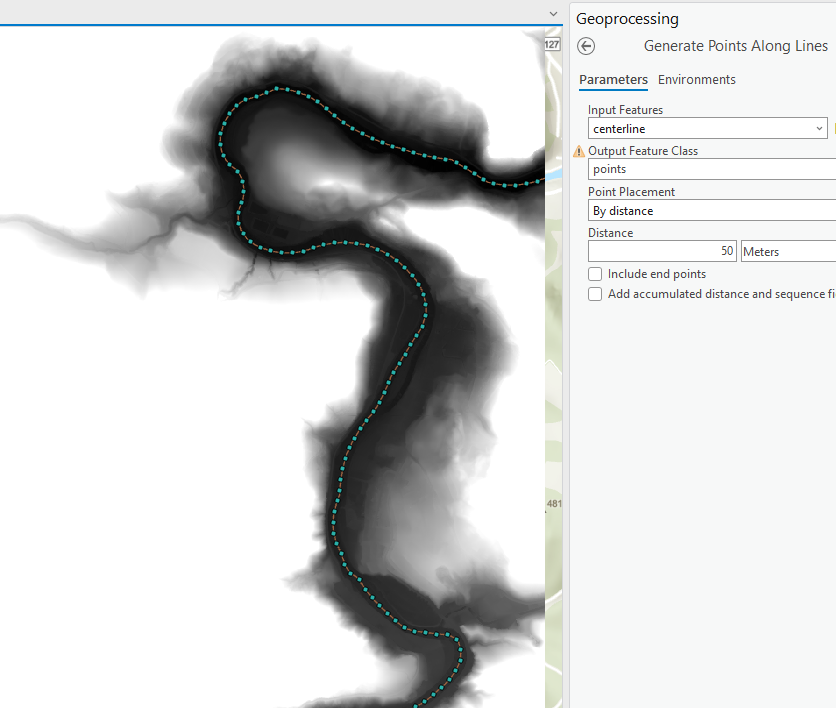 Geoprocessing
127
Generate Points Along Lines
Parameters Environments
Input Features
centerline
Output Feature Class
points
Point Placement
By distance
Distance
50 Meters
Include end points
Add accumulated distance and sequence fi
481